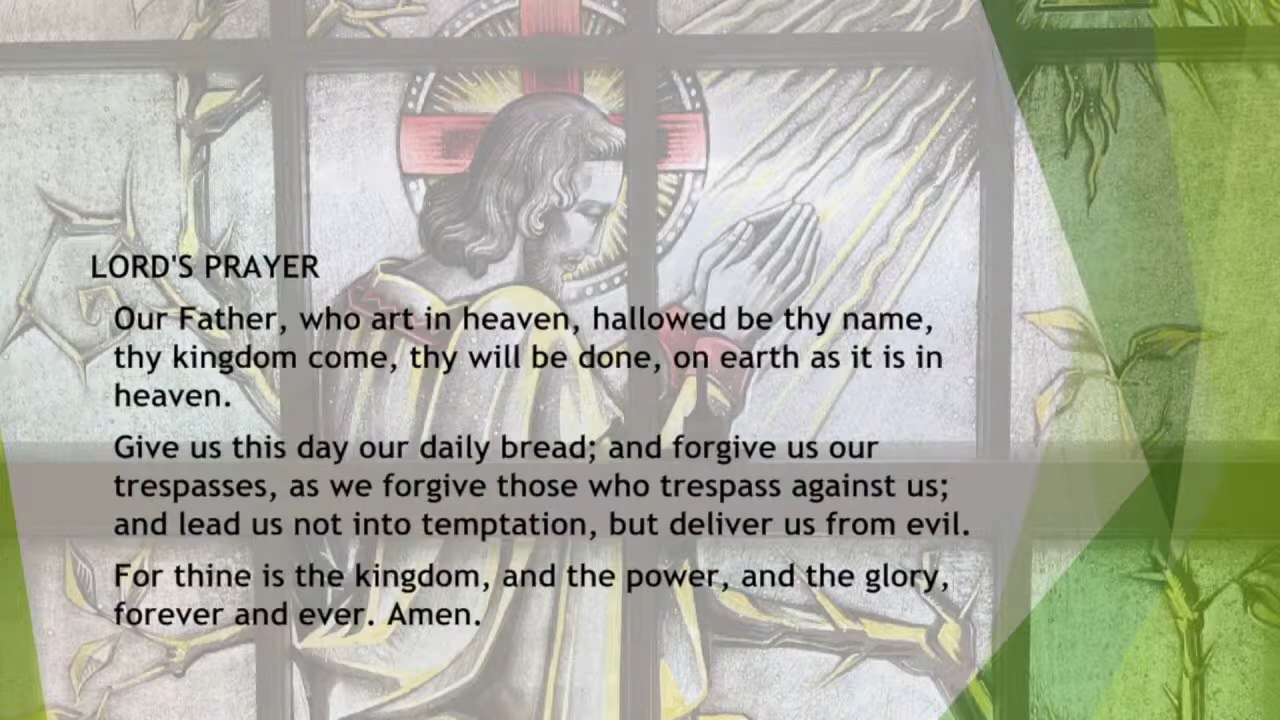 LORD'S PRAYER
Our Father, who art in heaven, hallowed be thy name,
thy kingdom come, thy will be done, on earth as it is in
heaven.
Give us this day our daily bread; and forgive us our
trespasses, as we forgive those who trespass against us;
and lead us not into temptation, but deliver us from evil.
For thine is the kingdom, and the power, and the glory,
forever and ever. Amen.